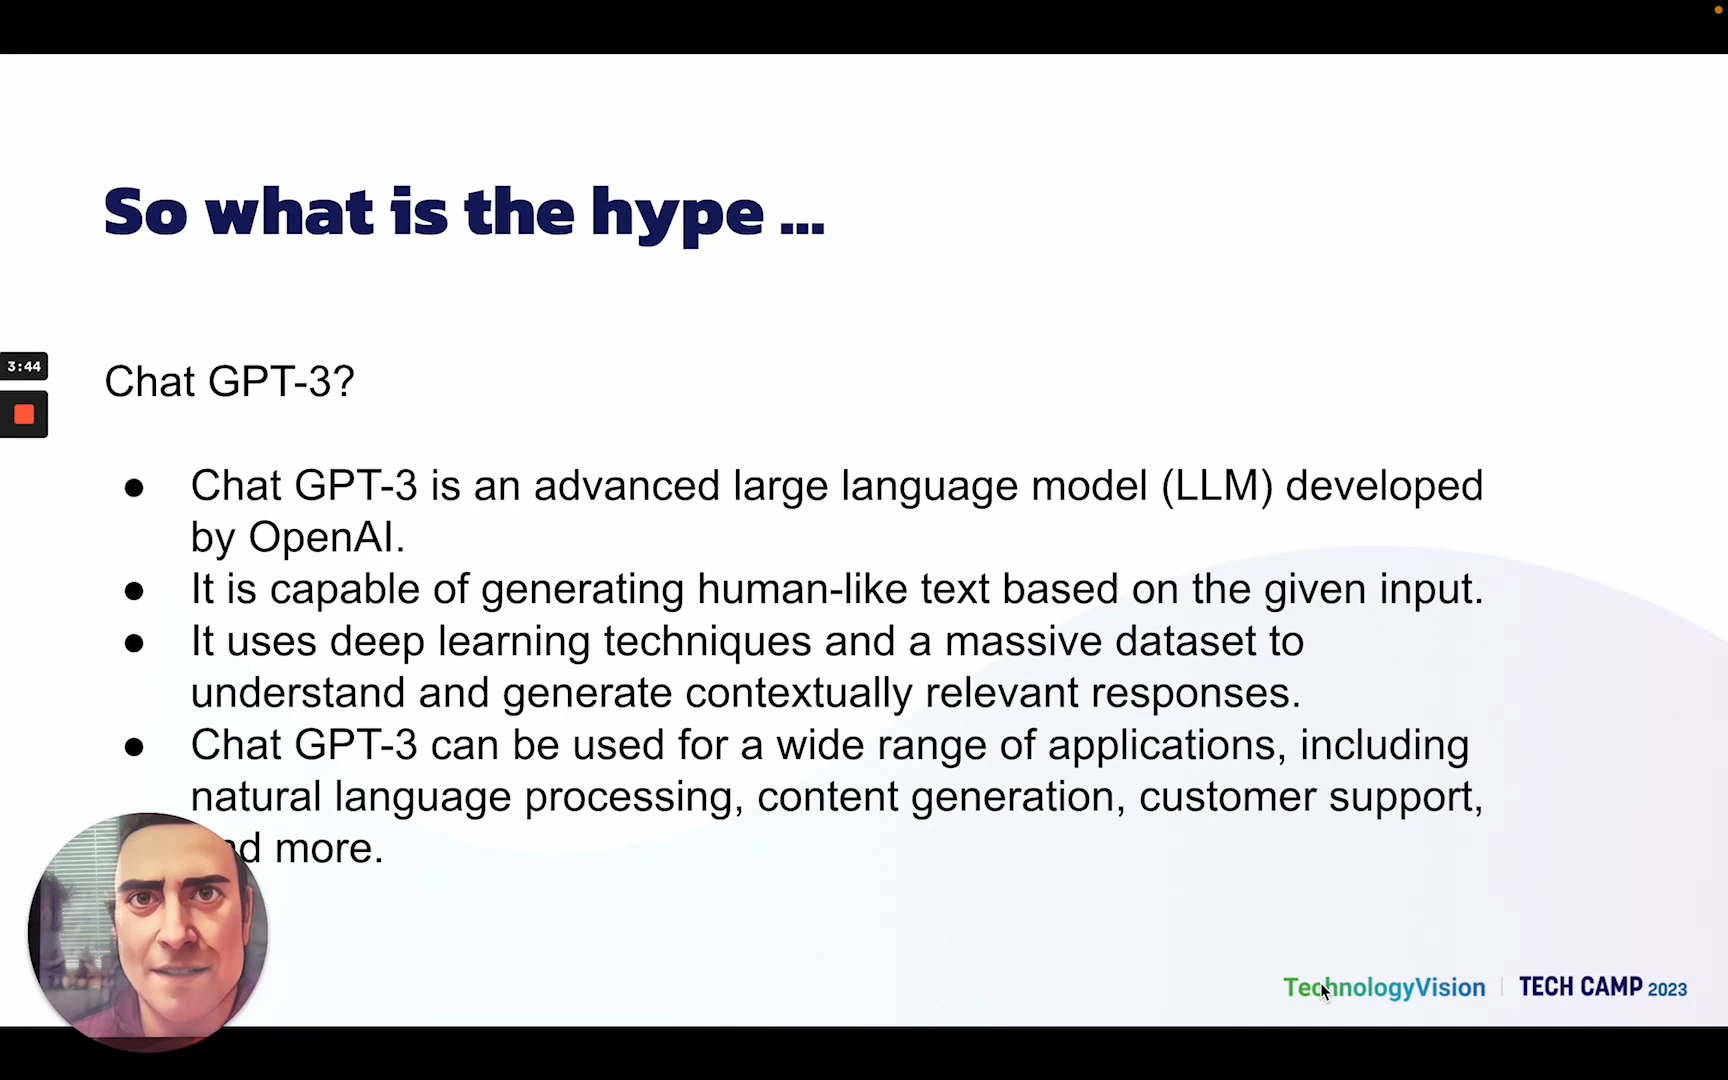 So what is the hype ...
3:44
Chat GPT-3?
● Chat GPT-3 is an advanced large language model (LLM) developed
by OpenAI.
● It is capable of generating human-like text based on the given input.
● It uses deep learning techniques and a massive dataset to
understand and generate contextually relevant responses.
● Chat GPT-3 can be used for a wide range of applications, including
natural language processing, content generation, customer support,
and more.
TechnologyVision | TECH CAMP 2023